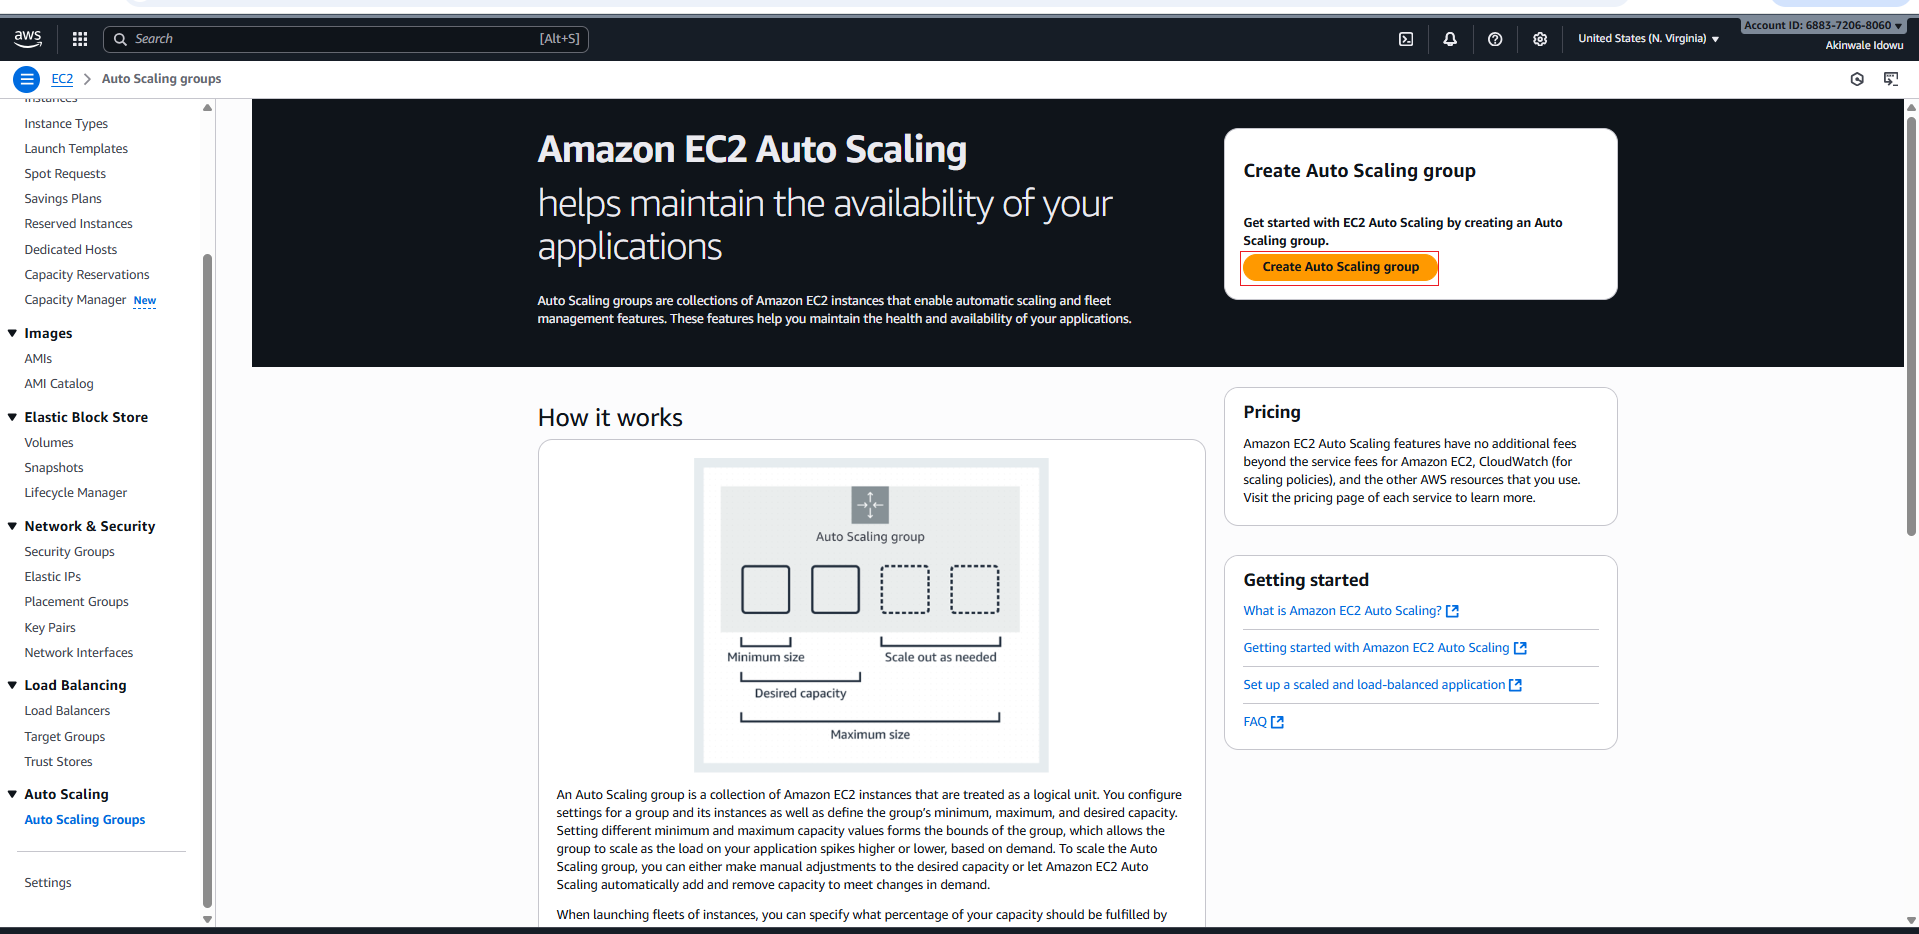 aws
Search
[Alt+S]
United States (N. Virginia)
Account ID: 6883-7206-8060
Akinwale Idowu
EC2
Auto Scaling groups
Instances
Instance Types
Launch Templates
Spot Requests
Savings Plans
Reserved Instances
Dedicated Hosts
Capacity Reservations
Capacity Manager New
Images
AMIs
AMI Catalog
Elastic Block Store
Volumes
Snapshots
Lifecycle Manager
Network & Security
Security Groups
Elastic IPs
Placement Groups
Key Pairs
Network Interfaces
Load Balancing
Load Balancers
Target Groups
Trust Stores
Auto Scaling
Auto Scaling Groups
Settings
Amazon EC2 Auto Scaling
helps maintain the availability of your
applications
Auto Scaling groups are collections of Amazon EC2 instances that enable automatic scaling and fleet
management features. These features help you maintain the health and availability of your applications.
Create Auto Scaling group
Get started with EC2 Auto Scaling by creating an Auto
Scaling group.
Create Auto Scaling group
How it works
Auto Scaling group
Minimum size
Scale out as needed
Desired capacity
Maximum size
An Auto Scaling group is a collection of Amazon EC2 instances that are treated as a logical unit. You configure
settings for a group and its instances as well as define the group's minimum, maximum, and desired capacity.
Setting different minimum and maximum capacity values forms the bounds of the group, which allows the
group to scale as the load on your application spikes higher or lower, based on demand. To scale the Auto
Scaling group, you can either make manual adjustments to the desired capacity or let Amazon EC2 Auto
Scaling automatically add and remove capacity to meet changes in demand.
When launching fleets of instances, you can specify what percentage of your capacity should be fulfilled by
Pricing
Amazon EC2 Auto Scaling features have no additional fees
beyond the service fees for Amazon EC2, CloudWatch (for
scaling policies), and the other AWS resources that you use.
Visit the pricing page of each service to learn more.
Getting started
What is Amazon EC2 Auto Scaling?
Getting started with Amazon EC2 Auto Scaling
Set up a scaled and load-balanced application
FAQ